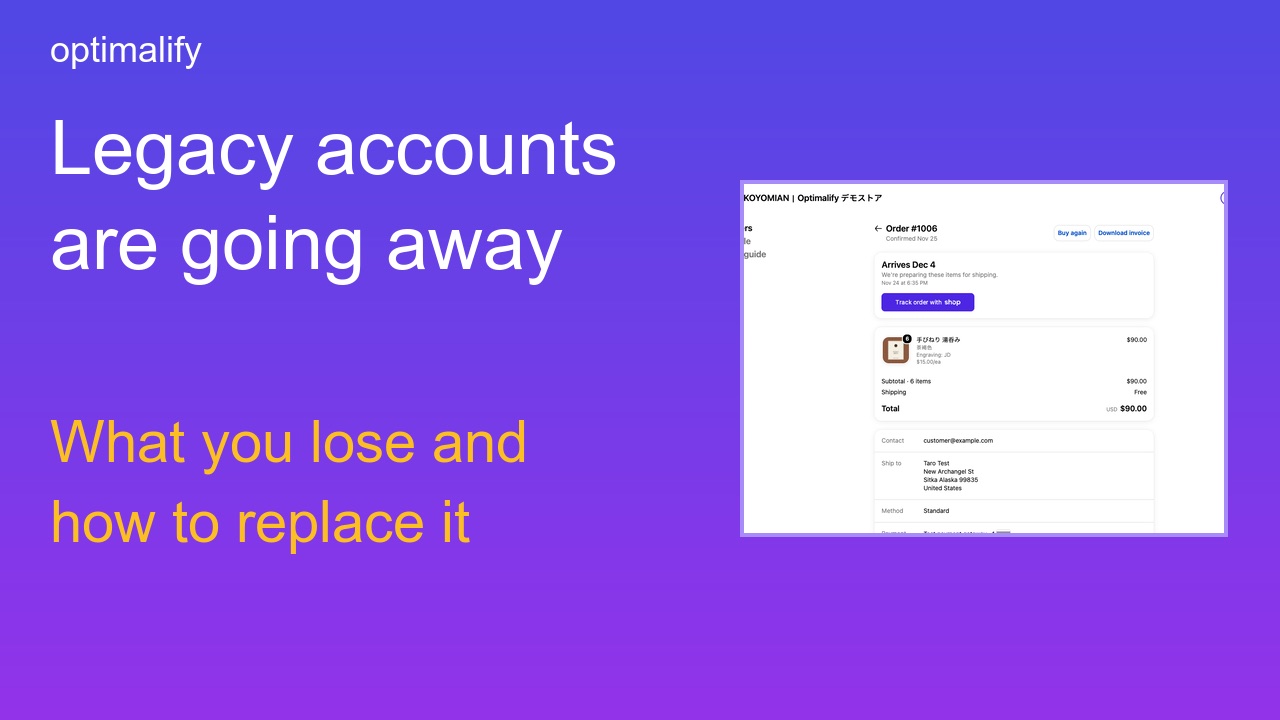 optimalify
Legacy accounts
are going away
What you lose and
how to replace it
KOYOMIAN | Optimalify デモストア
rs
le
guide
← Order #1006
Confirmed Nov 25
Buy again
Download invoice
Arrives Dec 4
We're preparing these items for shipping.
Nov 24 at 6:35 PM
Track order with shop
6
手びねり 湯呑み
$90.00
茶褐色
Engraving: JD
$15.00/ea
Subtotal · 6 items $90.00
Shipping Free
Total USD $90.00
Contact customer@example.com
Ship to Taro Test
New Archangel St
Sitka Alaska 99835
United States
Method Standard